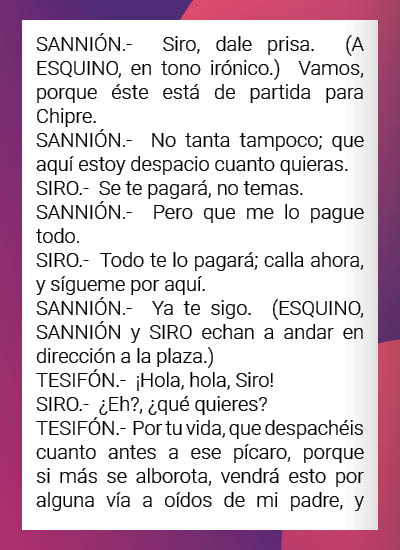 SANNIÓN.- Siro, dale prisa. (A
ESQUINO, en tono irónico.) Vamos,
porque éste está de partida para
Chipre.
SANNIÓN.- No tanta tampoco; que
aquí estoy despacio cuanto quieras.
SIRO.- Se te pagará, no temas.
SANNIÓN.- Pero que me lo pague
todo.
SIRO.- Todo te lo pagará; calla ahora,
y sígueme por aquí.
SANNIÓN.- Ya te sigo. (ESQUINO,
SANNIÓN y SIRO echan a andar en
dirección a la plaza.)
TESIFÓN.- ¡Hola, hola, Siro!
SIRO.- ¿Eh?, ¿qué quieres?
TESIFÓN.- Por tu vida, que despachéis
cuanto antes a ese pícaro, porque
si más se alborota, vendrá esto por
alguna vía a oídos de mi padre, y